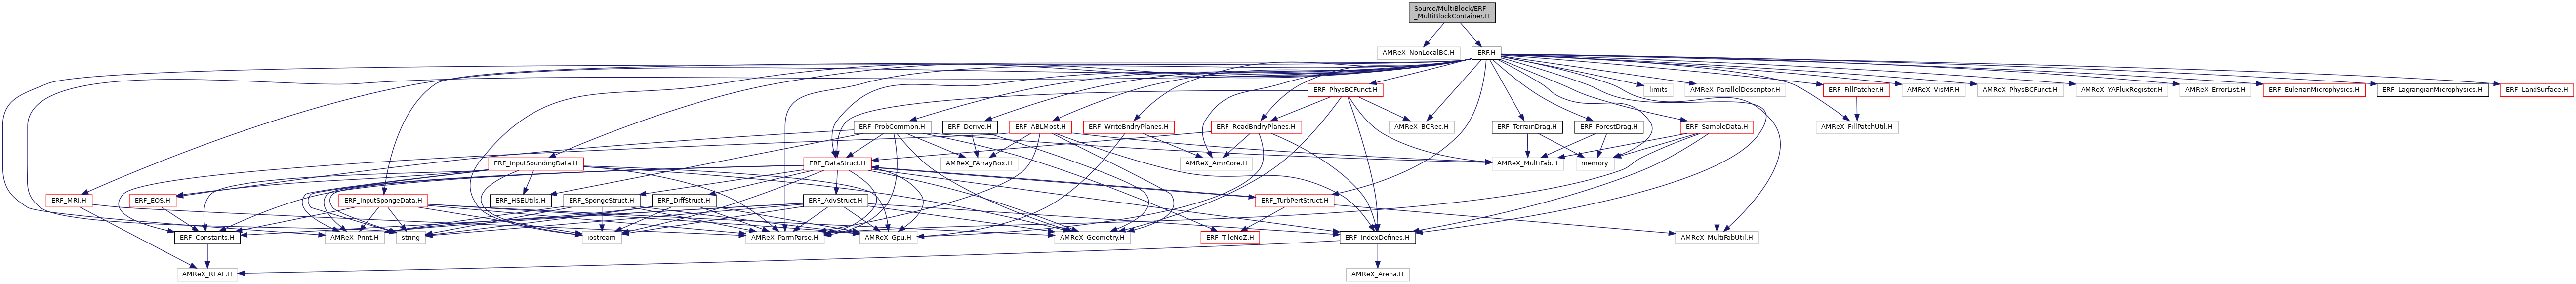 Source/MultiBlock/ERF
_MultiBlockContainer.H
AMReX_NonLocalBC.H
ERF.H
ERF_PhysBCFunct.H
limits
AMReX_ParallelDescriptor.H
ERF_FillPatcher.H
AMReX_VisMF.H
AMReX_PhysBCFunct.H
AMReX_YAFluxRegister.H
AMReX_ErrorList.H
ERF_EulerianMicrophysics.H
ERF_LagrangianMicrophysics.H
ERF_LandSurface.H
ERF_ProbCommon.H
ERF_Derive.H
ERF_ABLMost.H
ERF_WriteBndryPlanes.H
ERF_ReadBndryPlanes.H
AMReX_BCRec.H
ERF_TerrainDrag.H
ERF_ForestDrag.H
ERF_SampleData.H
AMReX_FillPatchUtil.H
ERF_InputSoundingData.H
ERF_DataStruct.H
AMReX_FArrayBox.H
AMReX_AmrCore.H
AMReX_MultiFab.H
memory
ERF_MRI.H
ERF_EOS.H
ERF_InputSpongeData.H
ERF_HSEUtils.H
ERF_SpongeStruct.H
ERF_DiffStruct.H
ERF_AdvStruct.H
ERF_TurbPertStruct.H
ERF_Constants.H
AMReX_Print.H
string
iostream
AMReX_ParmParse.H
AMReX_Gpu.H
AMReX_Geometry.H
ERF_TileNoZ.H
ERF_IndexDefines.H
AMReX_MultiFabUtil.H
AMReX_REAL.H
AMReX_Arena.H